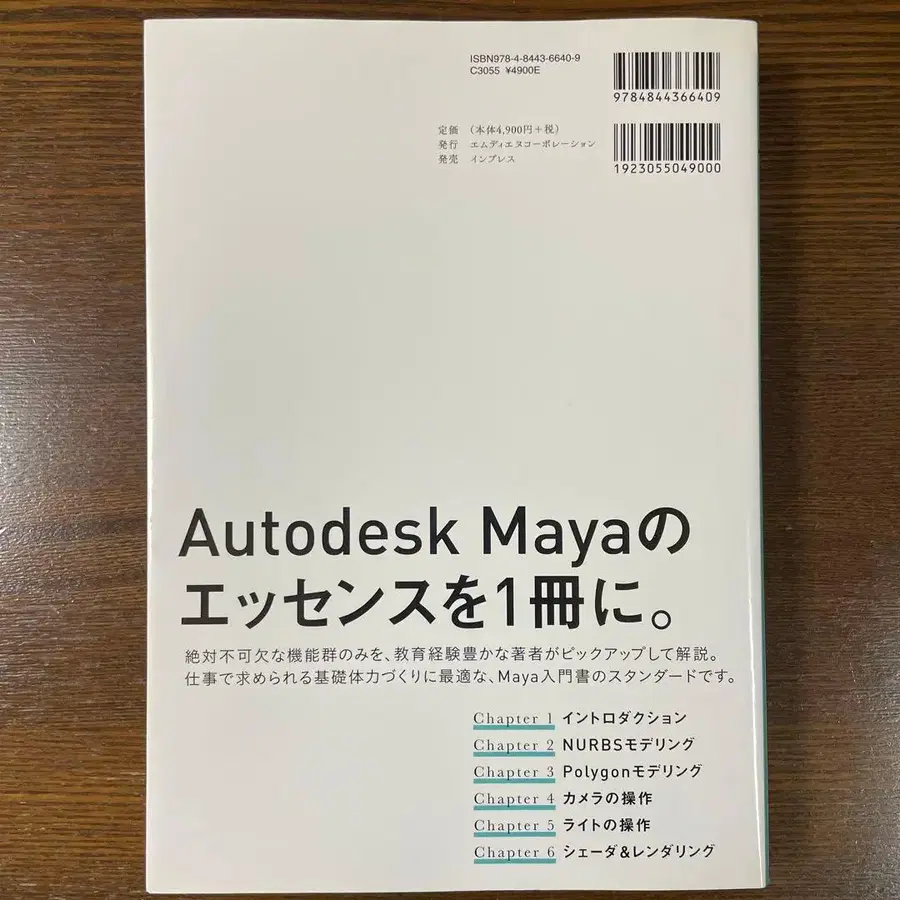 ISBN978-4-8443-6640-9
C3055 ¥4900E
9784844366409
定価 (本体4,900円+税)
発行 エムディエヌコーポレーション
発売 インプレス
1923055049000
Autodesk Mayaの
エッセンスを1冊に。
絶対不可欠な機能群のみを、教育経験豊かな著者がピックアップして解説。
仕事で求められる基礎体力づくりに最適な、Maya入門書のスタンダードです。
Chapter 1 イントロダクション
Chapter 2 NURBSモデリング
Chapter 3 Polygonモデリング
Chapter 4 カメラの操作
Chapter 5 ライトの操作
Chapter 6 シェーダ&レンダリング